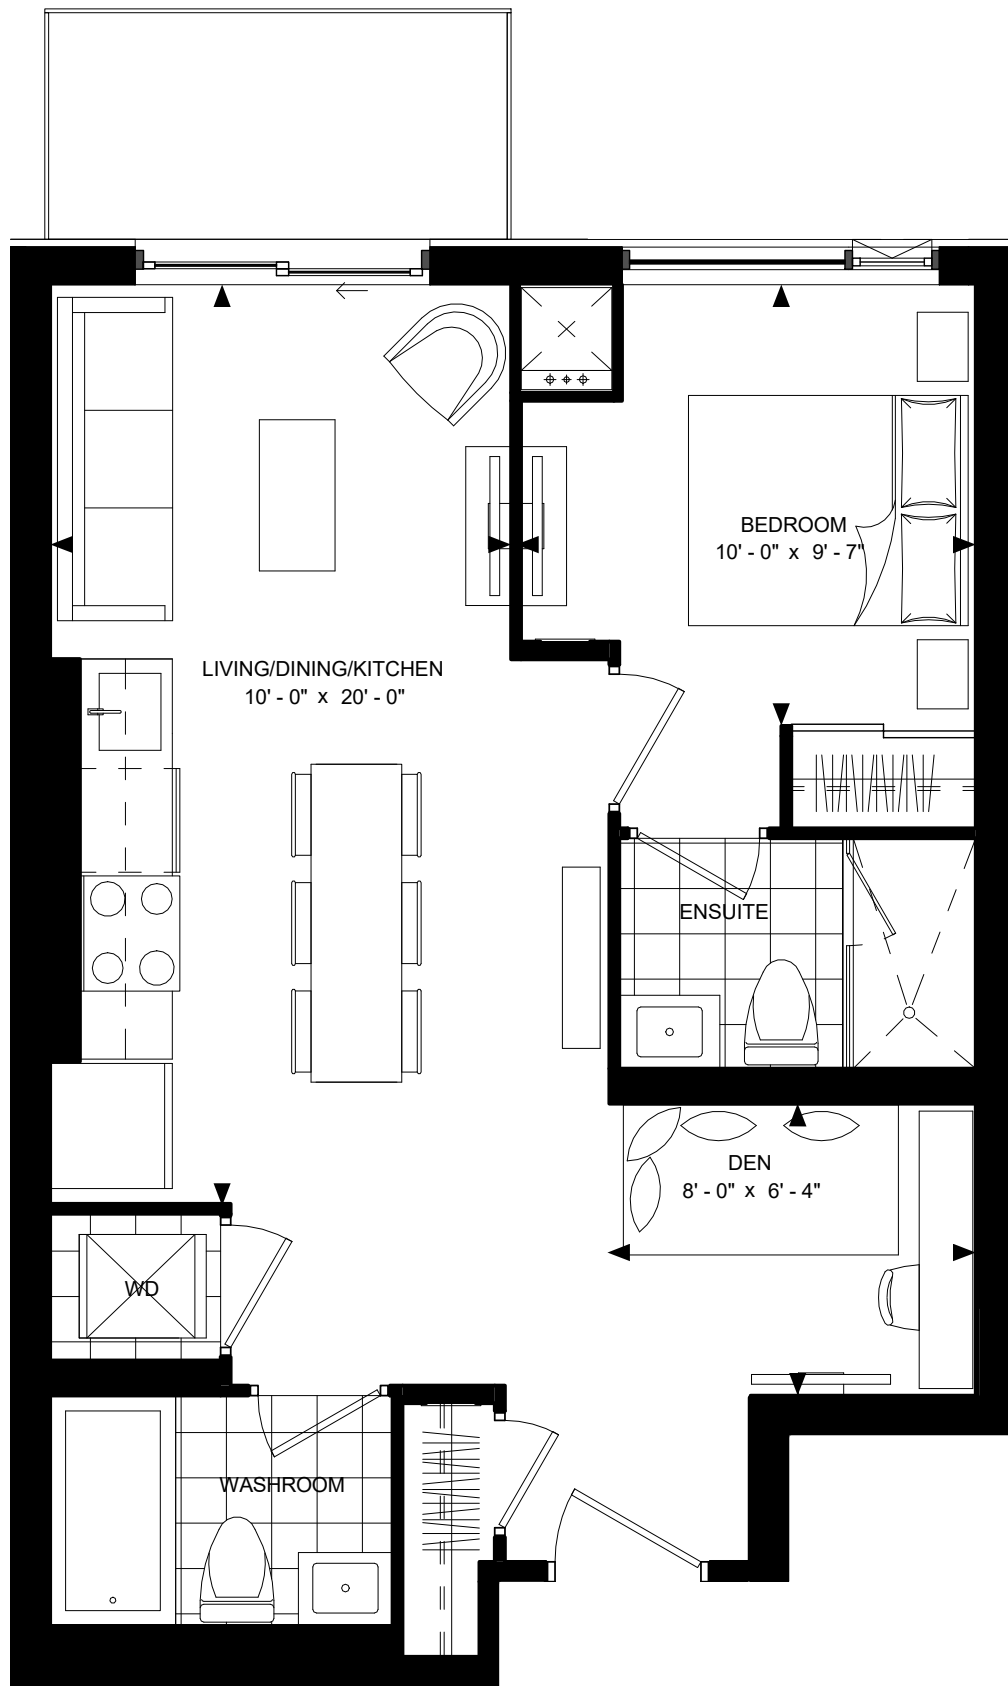 BEDROOM
10' - 0" x 9' - 7"
LIVING/DINING/KITCHEN
10' - 0" x 20' - 0"
ENSUITE
DEN
8' - 0" x 6' - 4"
WD
WASHROOM